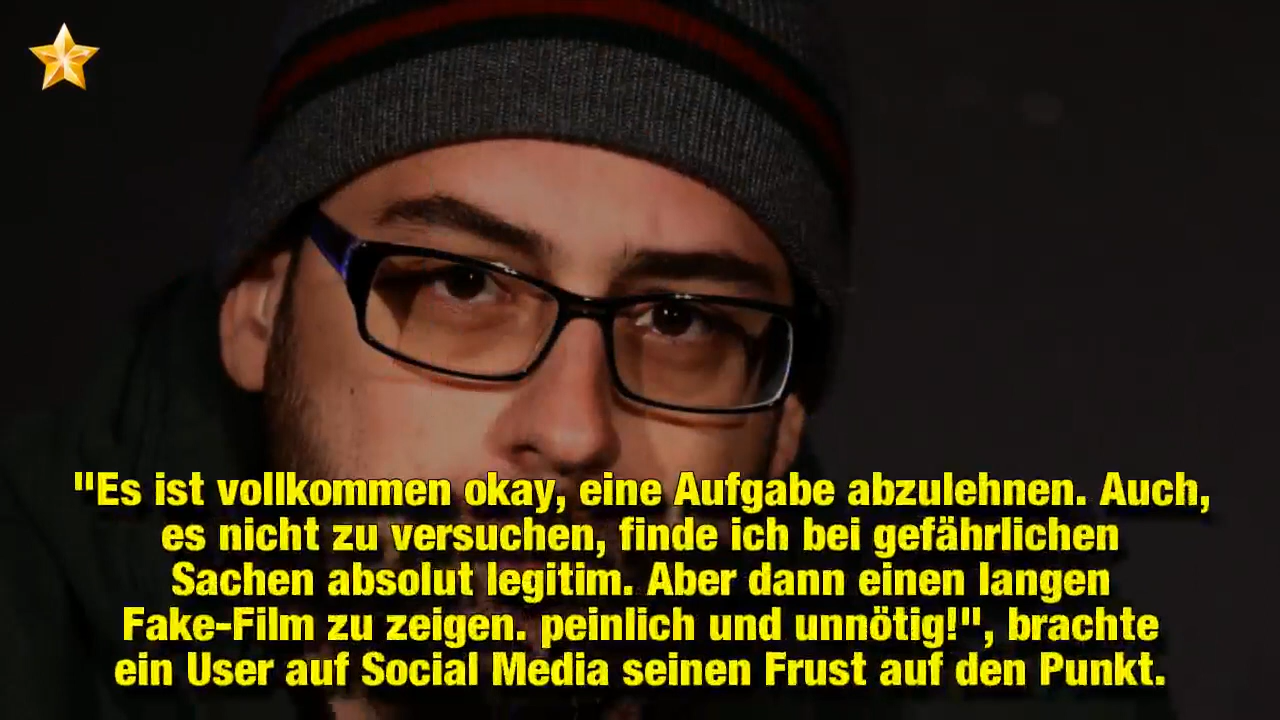 "Es ist vollkommen okay, eine Aufgabe abzulehnen. Auch,
es nicht zu versuchen, finde ich bei gefährlichen
Sachen absolut legitim. Aber dann einen langen
Fake-Film zu zeigen. peinlich und unnötig!", brachte
ein User auf Social Media seinen Frust auf den Punkt.